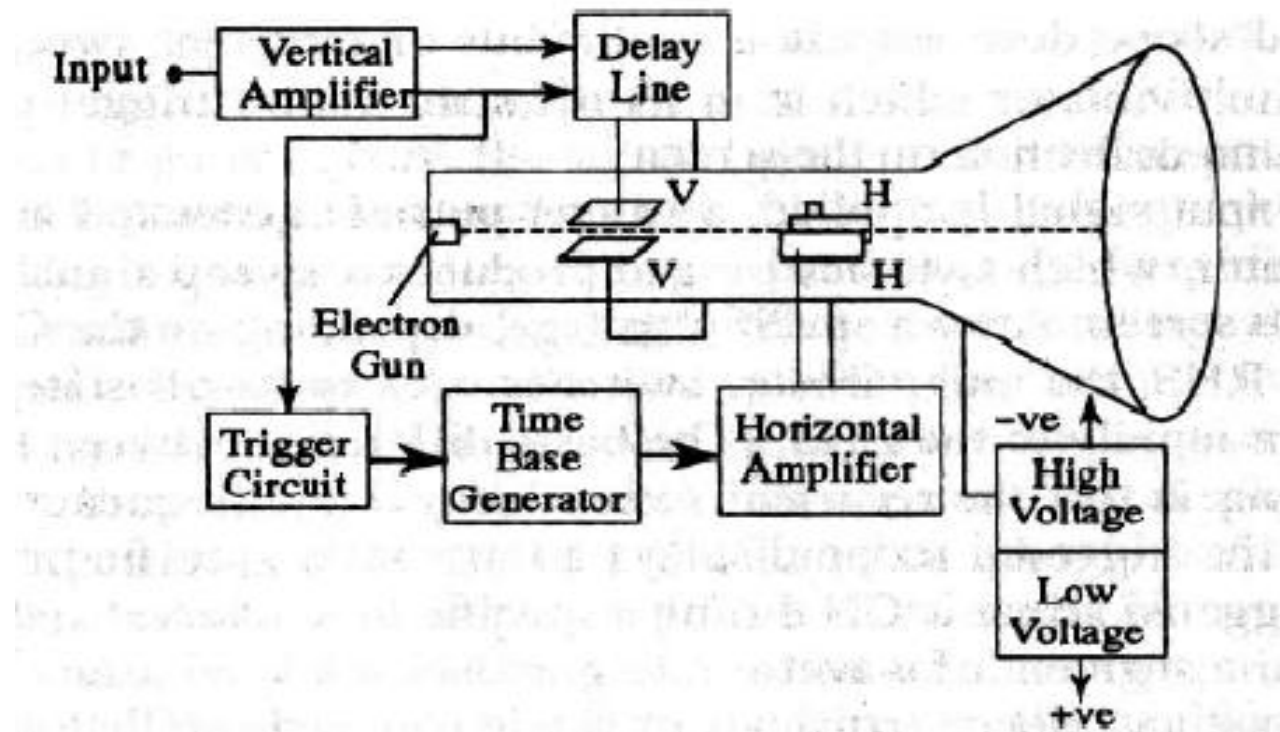 Input
Vertical
Amplifier
Delay
Line
V
H
V
H
Electron
Gun
Trigger
Circuit
Time
Base
Generator
Horizontal
Amplifier
-ve
High
Voltage
Low
Voltage
+ve